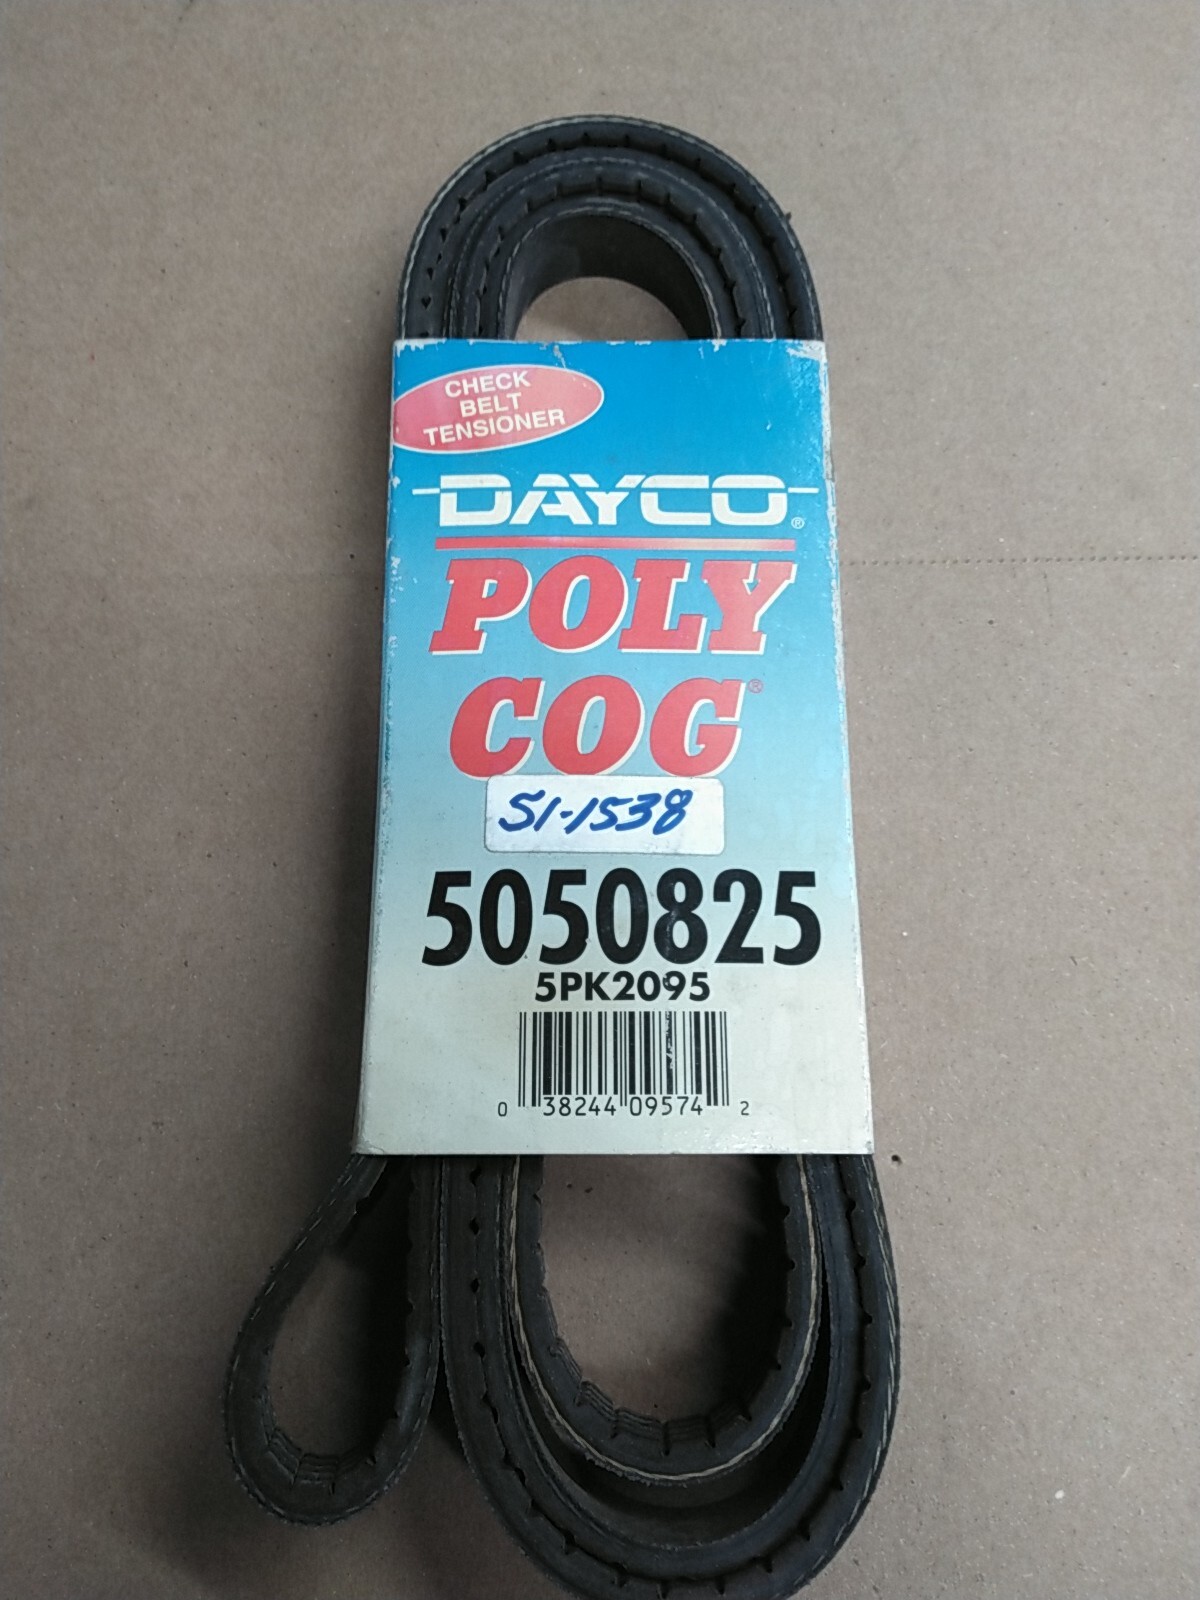 CHECK
BELT
TENSIONER
DAYCO®
POLY
COG®
51-1538
5050825
5PK2095
0 38244 09574 2